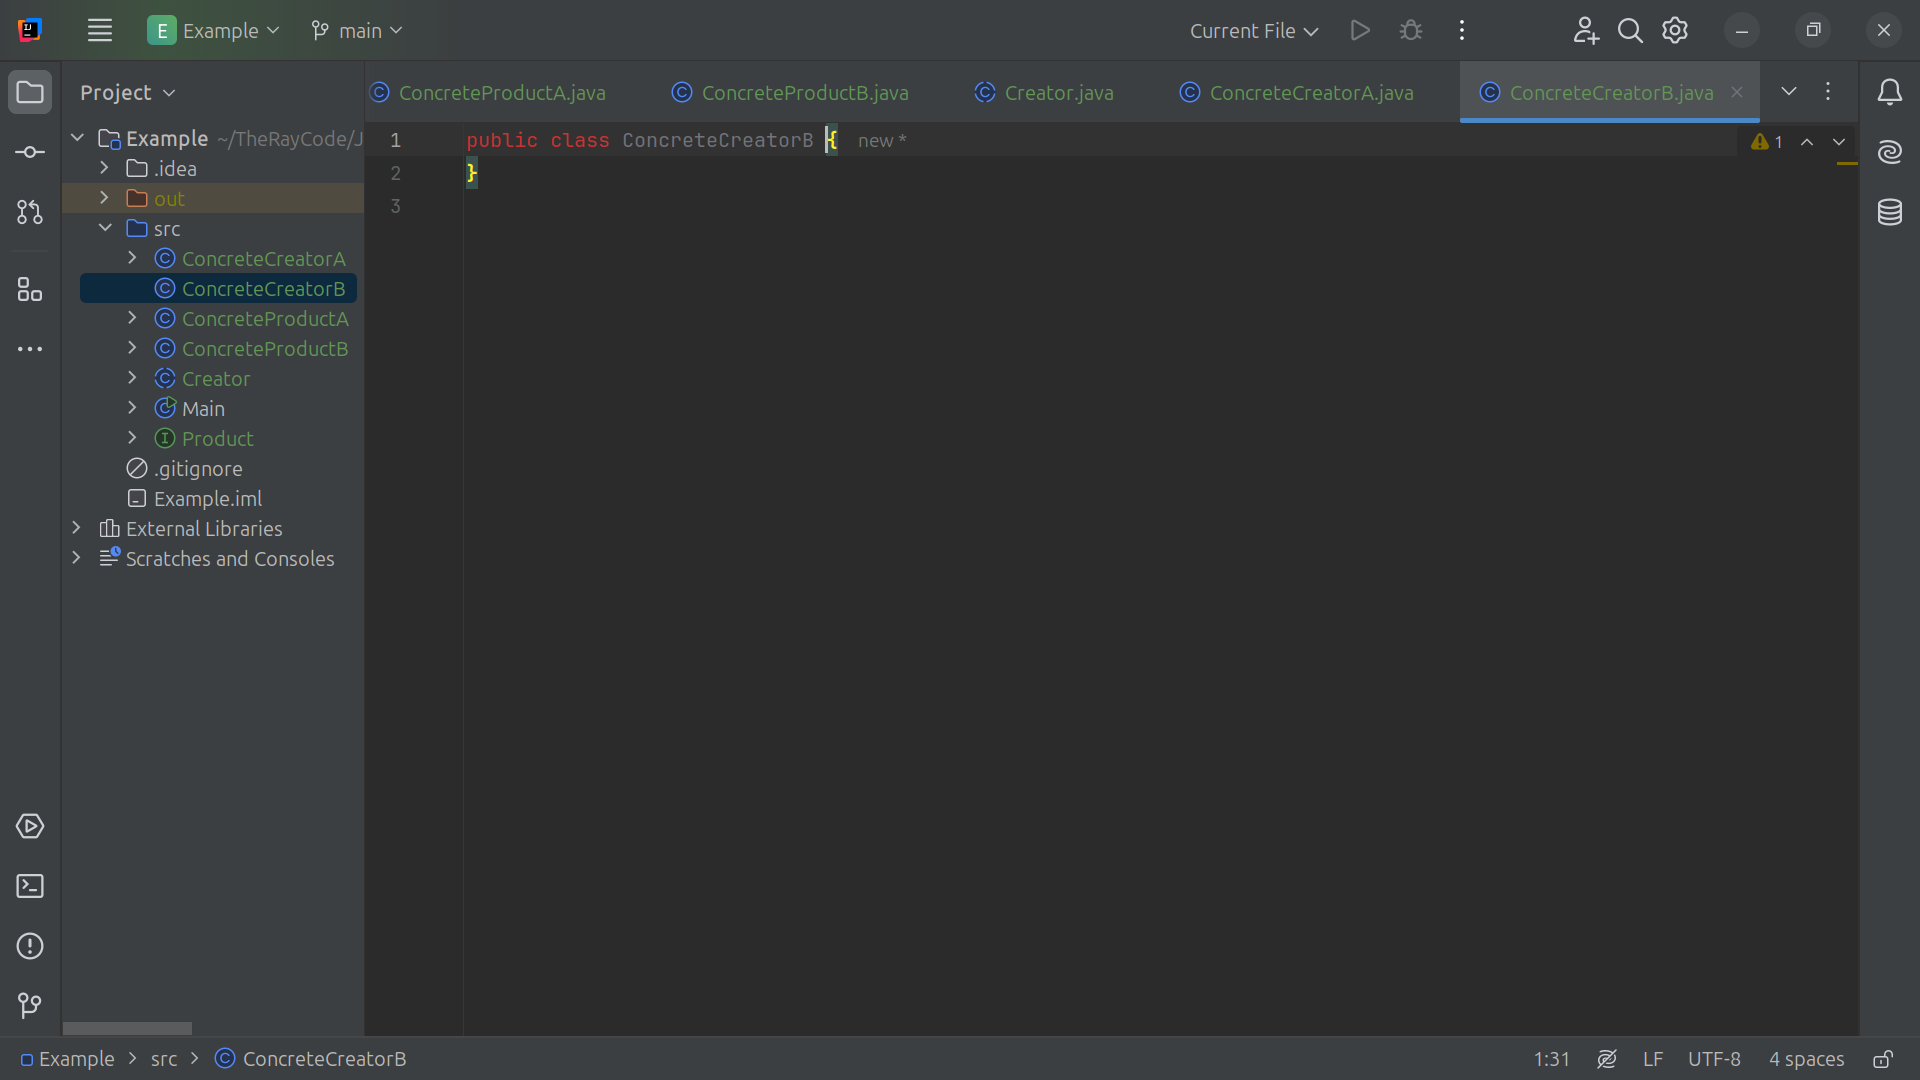 Example
main
Current File
Project
ConcreteProductA.java
ConcreteProductB.java
Creator.java
ConcreteCreatorA.java
ConcreteCreatorB.java
Example ~/TheRayCode/J
.idea
out
src
ConcreteCreatorA
ConcreteCreatorB
ConcreteProductA
ConcreteProductB
Creator
Main
Product
.gitignore
Example.iml
External Libraries
Scratches and Consoles
1 public class ConcreteCreatorB { new *
2 }
3
1
Example > src > ConcreteCreatorB
1:31 LF UTF-8 4 spaces